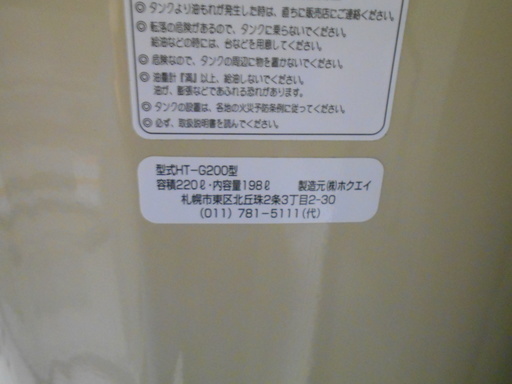 ◎ タンクより油もれが発生した時は、直ちに販売店にご連絡ください。
◎ 転落の危険があるので、タンクに乗らないでください。
給油などの時には、台などを用意してください。
◎ 危険なので、タンクの周辺に物を置かないでください。
◎ 油量計『満』以上、給油しないでください。
油が、膨張などであふれる恐れがあります。
◎ タンクの設置は、各地の火災予防条例に従ってください。
◎ 必ず、取扱説明書を読んでください。
型式HT-G200型
容積220ℓ・内容量198ℓ 製造元㈱ホクエイ
札幌市東区北丘珠2条3丁目2-30
(011) 781-5111(代)